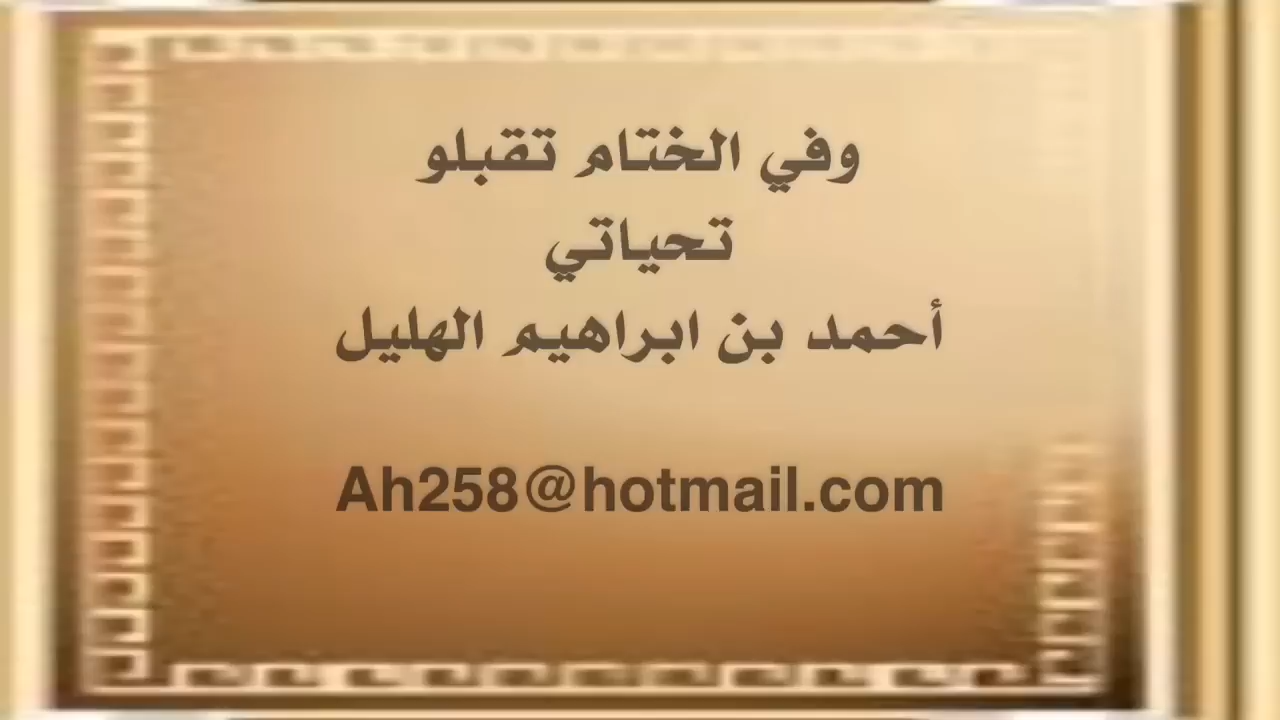 وفي الختام تقبلو
تحياتي
أحمد بن ابراهيم الهليل
Ah258@hotmail.com